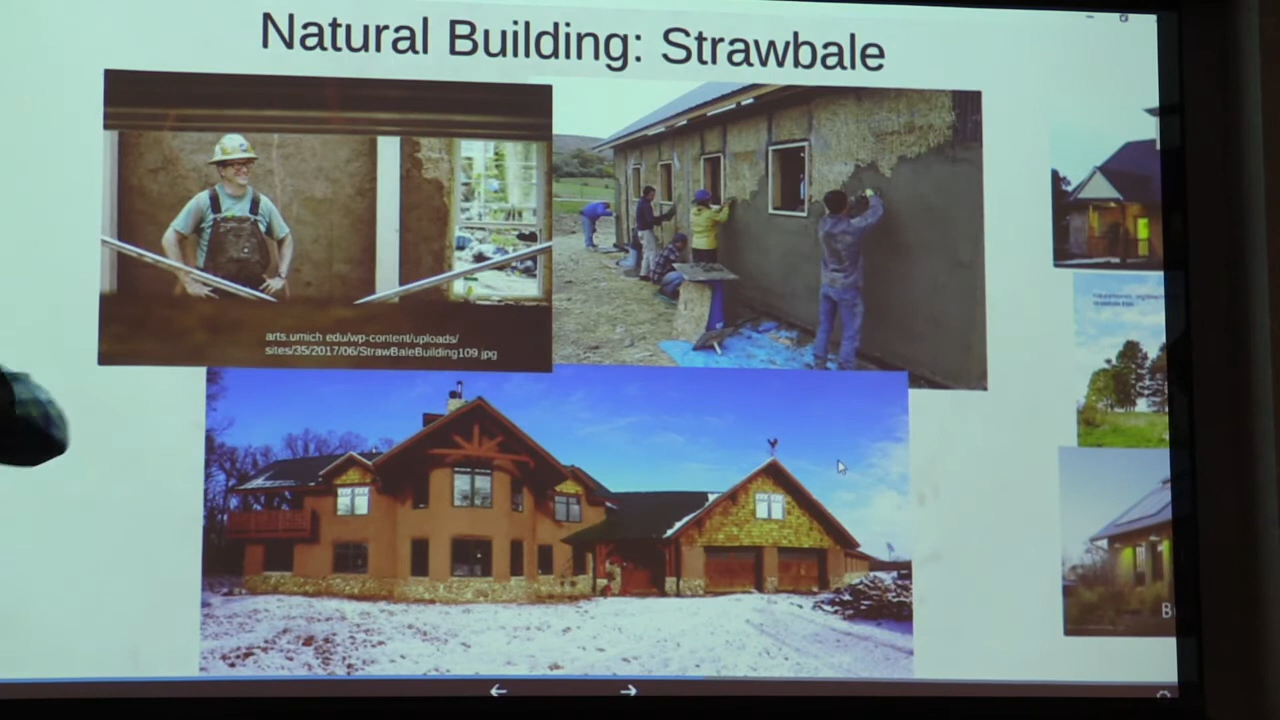 Natural Building: Strawbale
arts.umich edu/wp-content/uploads/
sites/35/2017/06/StrawBaleBuilding109.jpg